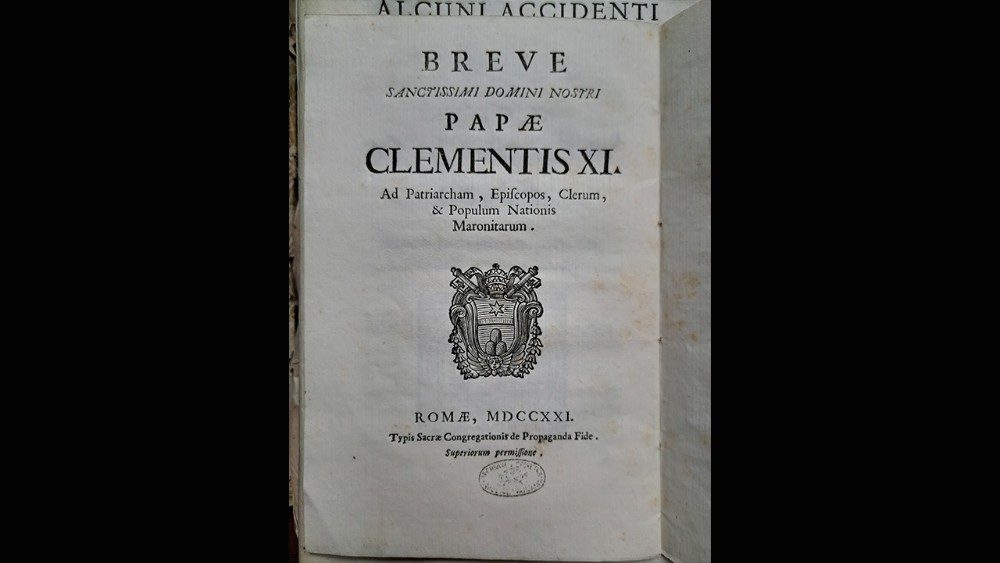 ALCUNI ACCIDENTI
BREVE
SANCTISSIMI DOMINI NOSTRI
PAPÆ
CLEMENTIS XI.
Ad Patriarcham, Epiſcopos, Clerum,
& Populum Nationis
Maronitarum.
ROMÆ, MDCCXXI.
Typis Sacræ Congregationis de Propaganda Fide.
Superiorum permiſſione.